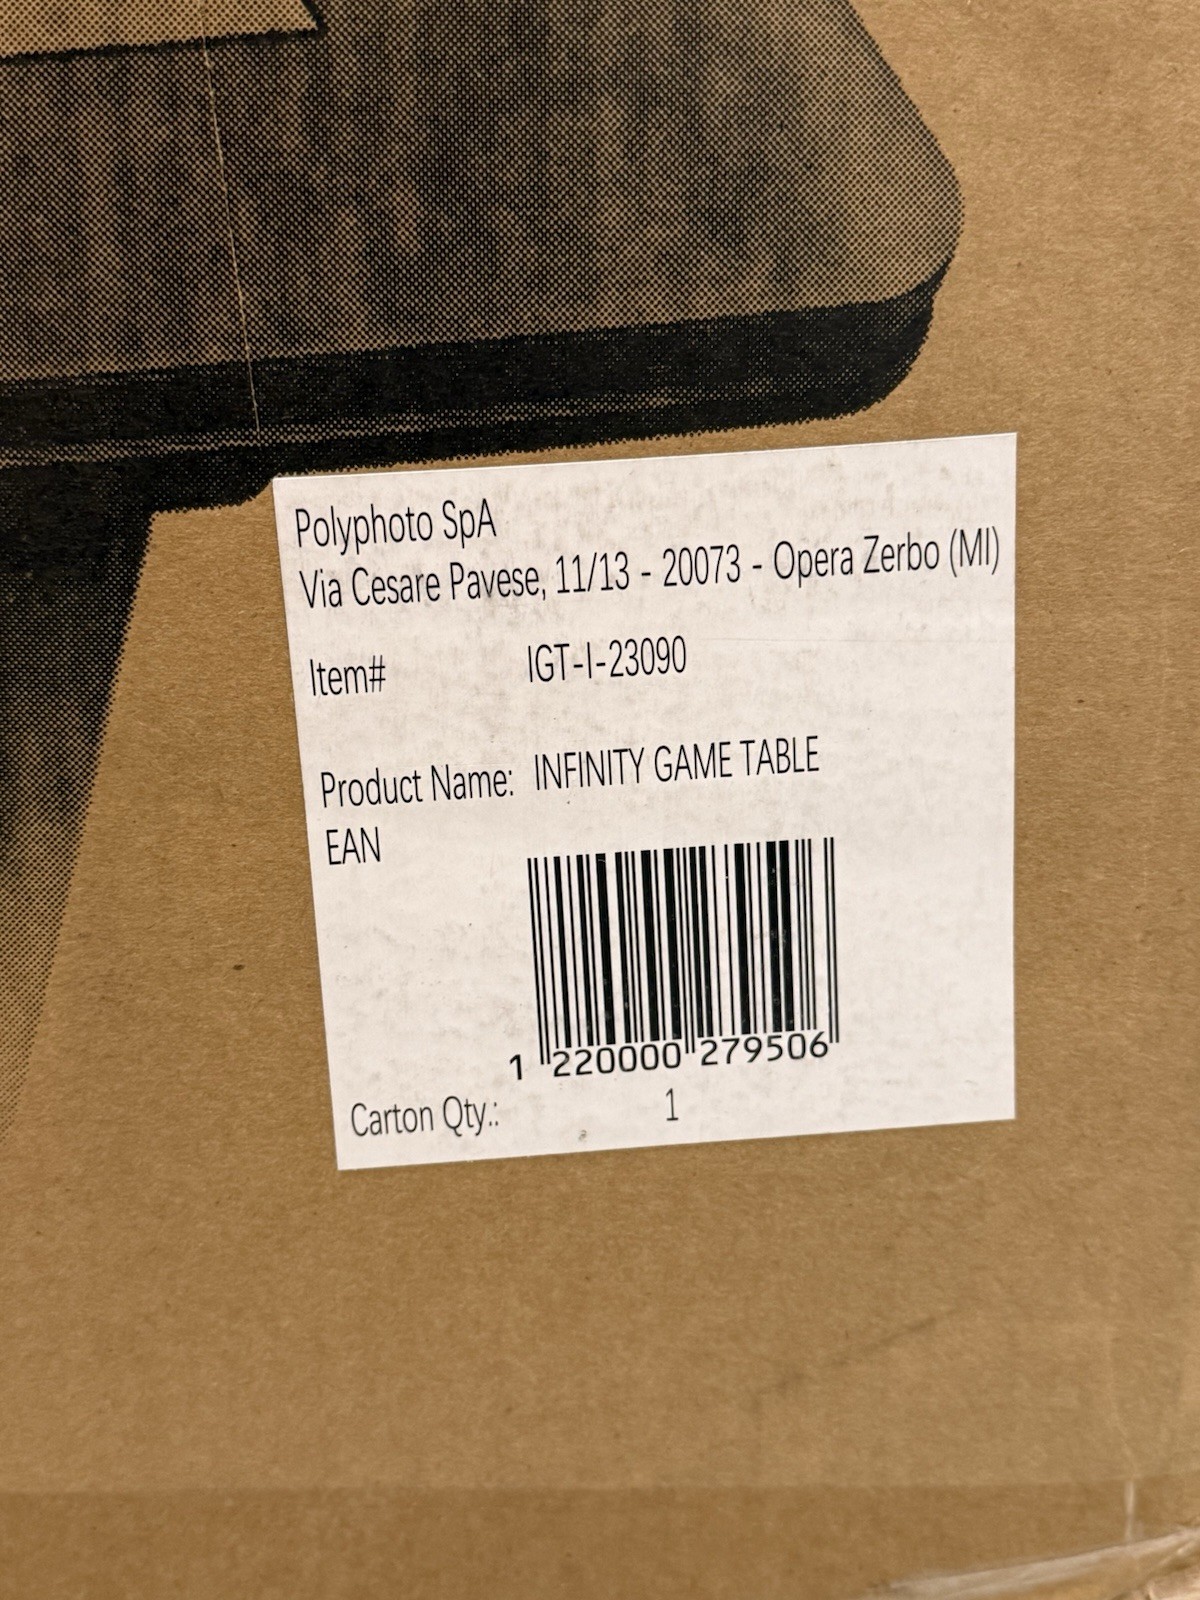 Polyphoto SpA
Via Cesare Pavese, 11/13 - 20073 - Opera Zerbo (MI)
Item# IGT-I-23090
Product Name: INFINITY GAME TABLE
EAN
1 220000 279506
Carton Qty.: 1